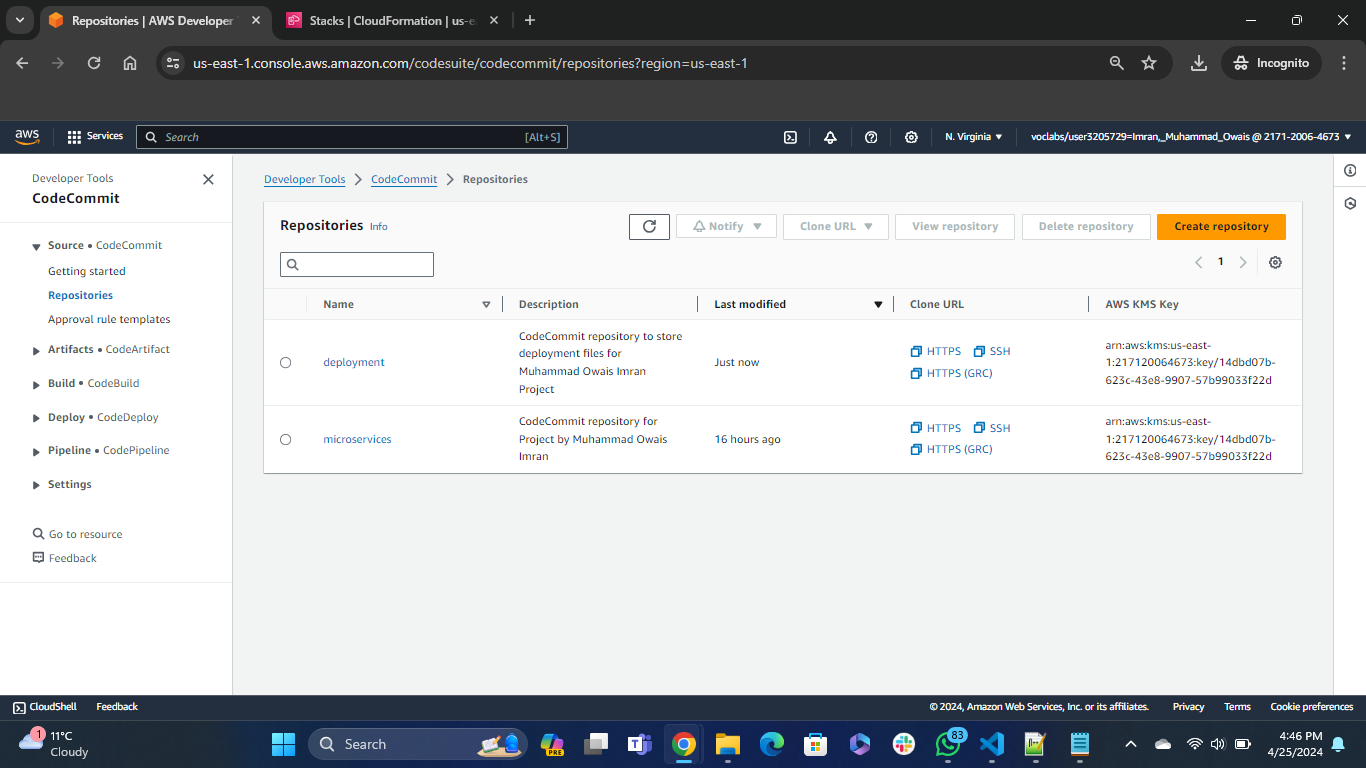 Repositories | AWS Developer
Stacks | CloudFormation | us-e
us-east-1.console.aws.amazon.com/codesuite/codecommit/repositories?region=us-east-1
Incognito
aws
Services
Search
[Alt+S]
N. Virginia
voclabs/user3205729=Imran,_Muhammad_Owais @ 2171-2006-4673
Developer Tools
CodeCommit
Source • CodeCommit
Getting started
Repositories
Approval rule templates
Artifacts • CodeArtifact
Build • CodeBuild
Deploy • CodeDeploy
Pipeline • CodePipeline
Settings
Go to resource
Feedback
Developer Tools
CodeCommit
Repositories
Repositories Info
Notify
Clone URL
View repository
Delete repository
Create repository
1
Name
Description
Last modified
Clone URL
AWS KMS Key
deployment
CodeCommit repository to store
deployment files for
Muhammad Owais Imran
Project
Just now
HTTPS
SSH
HTTPS (GRC)
arn:aws:kms:us-east-
1:217120064673:key/14dbd07b-
623c-43e8-9907-57b99033f22d
microservices
CodeCommit repository for
Project by Muhammad Owais
Imran
16 hours ago
HTTPS
SSH
HTTPS (GRC)
arn:aws:kms:us-east-
1:217120064673:key/14dbd07b-
623c-43e8-9907-57b99033f22d
CloudShell
Feedback
© 2024, Amazon Web Services, Inc. or its affiliates.
Privacy
Terms
Cookie preferences
1
11°C
Cloudy
Search
PRE
83
4:46 PM
4/25/2024